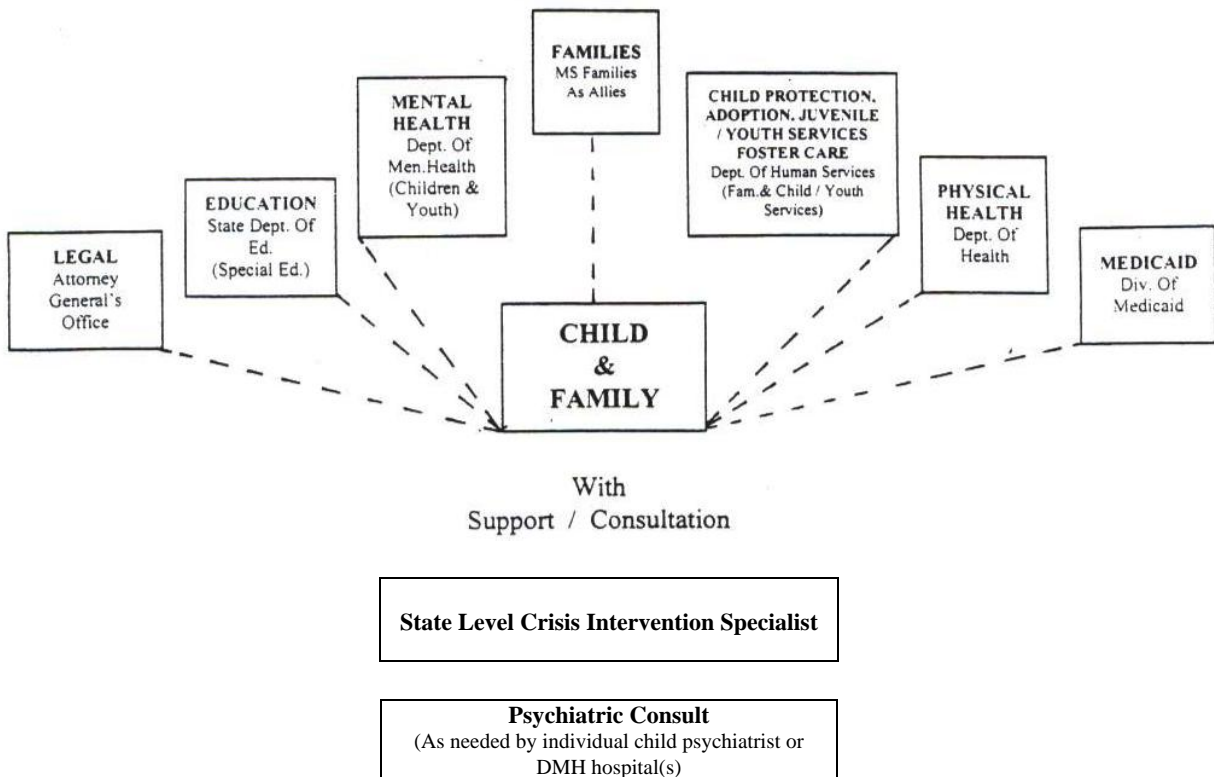 FAMILIES
MS Families
As Allies
MENTAL
HEALTH
Dept. Of
Men.Health
(Children &
Youth)
CHILD PROTECTION,
ADOPTION, JUVENILE
/ YOUTH SERVICES
FOSTER CARE
Dept. Of Human Services
(Fam.& Child / Youth
Services)
EDUCATION
State Dept. Of
Ed.
(Special Ed.)
PHYSICAL
HEALTH
Dept. Of
Health
LEGAL
Attorney
General's
Office
MEDICAID
Div. Of
Medicaid
CHILD
&
FAMILY
With
Support / Consultation
State Level Crisis Intervention Specialist
Psychiatric Consult
(As needed by individual child psychiatrist or
DMH hospital(s)